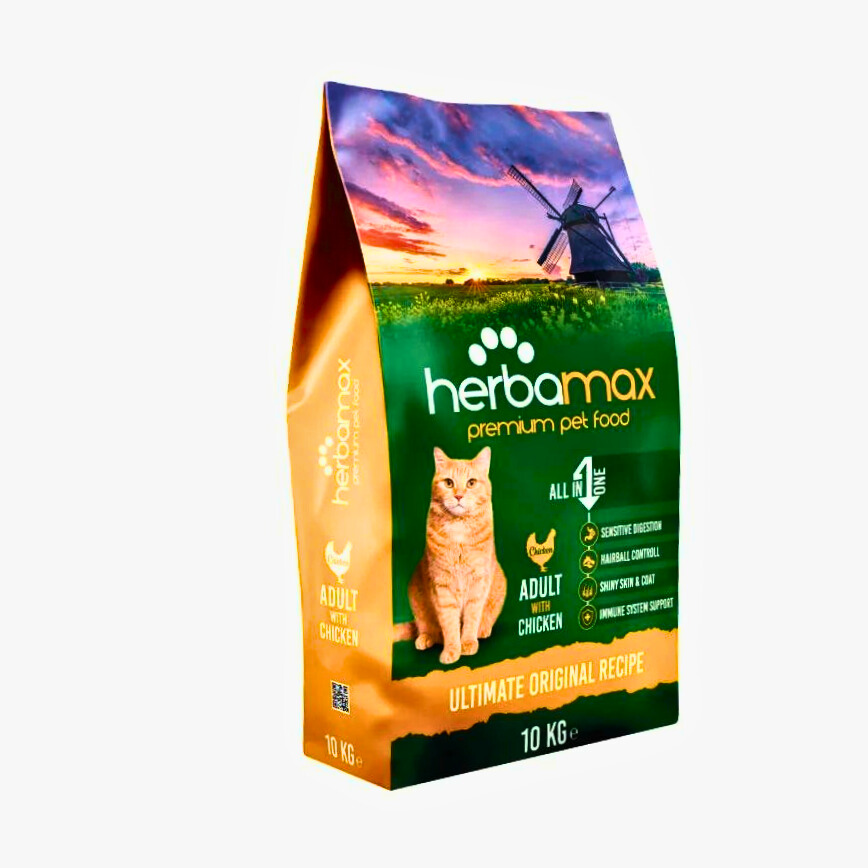 herbamax
premium pet food
ALL IN 1 ONE
SENSITIVE DIGESTION
HAIRBALL CONTROLL
SHINY SKIN & COAT
IMMUNE SYSTEM SUPPORT
Chicken
ADULT
WITH
CHICKEN
ULTIMATE ORIGINAL RECIPE
10 KG e
herbamax
premium pet food
Chicken
ADULT
WITH
CHICKEN
10 KG e